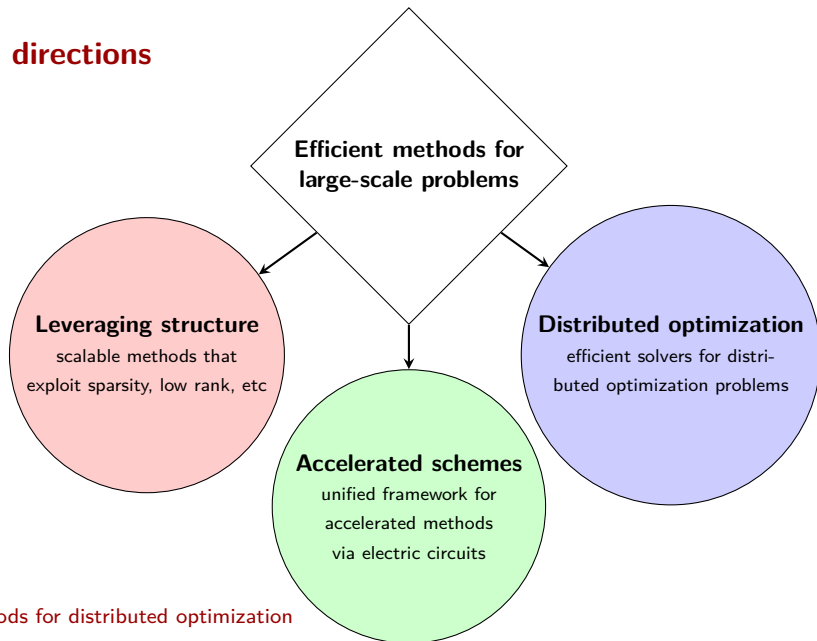 directions
Efficient methods for
large-scale problems
Leveraging structure
scalable methods that
exploit sparsity, low rank, etc
Distributed optimization
efficient solvers for distri-
buted optimization problems
Accelerated schemes
unified framework for
accelerated methods
via electric circuits
ods for distributed optimization